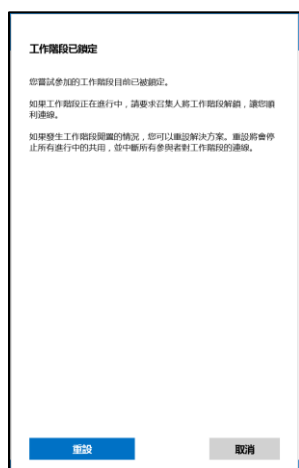 工作階段已鎖定
您嘗試參加的工作階段目前已被鎖定。
如果工作階段正在進行中，請要求召集人將工作階段解鎖，讓您順
利連線。
如果發生工作階段閒置的情況，您可以重設解決方案。重設將會停
止所有進行中的共用，並中斷所有參與者對工作階段的連線。
重設
取消